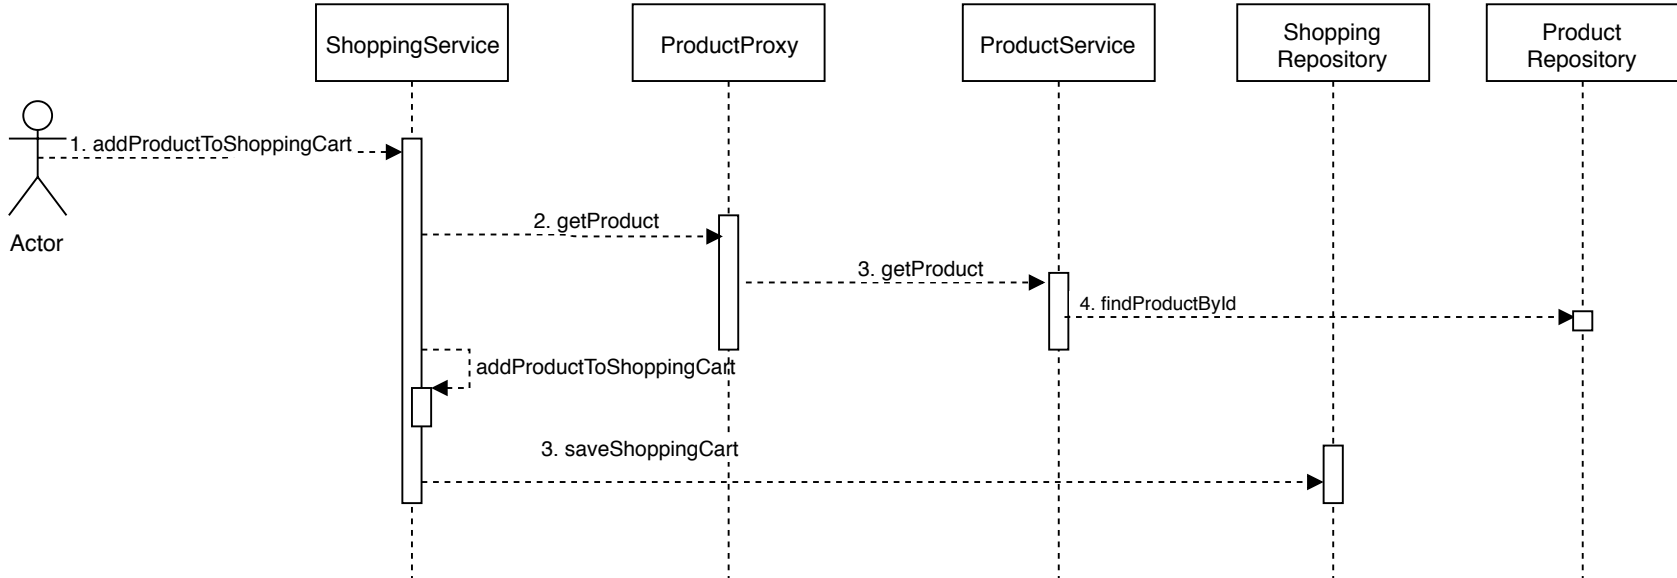 ShoppingService
ProductProxy
ProductService
Shopping
Repository
Product
Repository
1. addProductToShoppingCart
Actor
2. getProduct
3. getProduct
4. findProductById
addProductToShoppingCart
3. saveShoppingCart